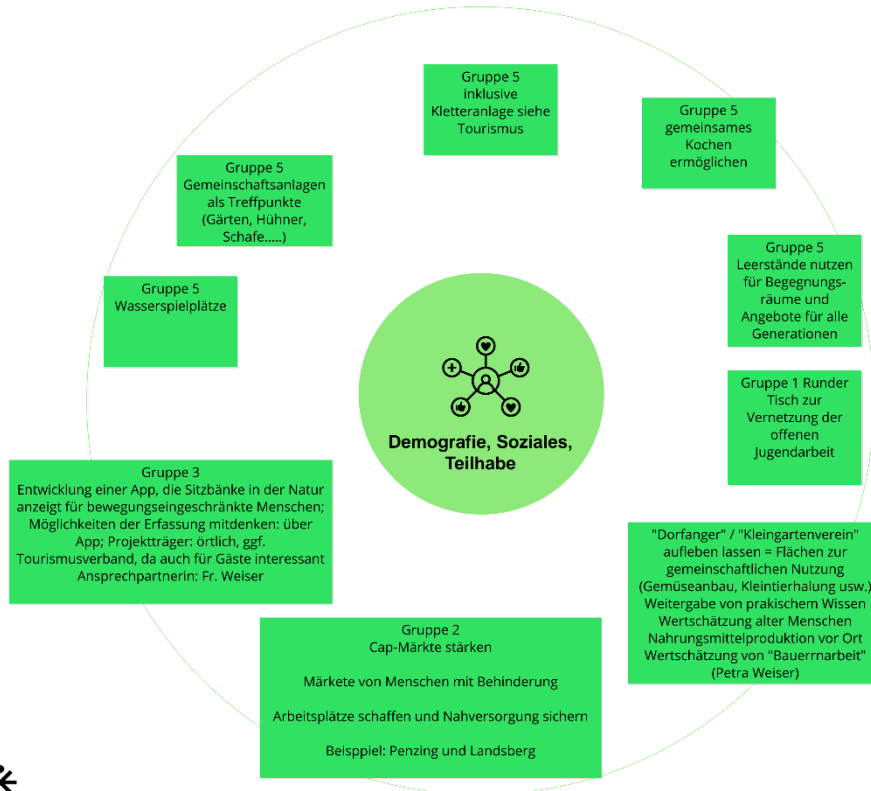 Gruppe 5
inklusive
Kletteranlage siehe
Tourismus
Gruppe 5
gemeinsames
Kochen
ermöglichen
Gruppe 5
Gemeinschaftsanlagen
als Treffpunkte
(Gärten, Hühner,
Schafe.....)
Gruppe 5
Leerstände nutzen
für Begegnungs-
räume und
Angebote für alle
Generationen
Gruppe 5
Wasserspielplätze
Demografie, Soziales,
Teilhabe
Gruppe 1 Runder
Tisch zur
Vernetzung der
offenen
Jugendarbeit
Gruppe 3
Entwicklung einer App, die Sitzbänke in der Natur
anzeigt für bewegungseingeschränkte Menschen;
Möglichkeiten der Erfassung mitdenken: über
App; Projektträger: örtlich, ggf.
Tourismusverband, da auch für Gäste interessant
Ansprechpartnerin: Fr. Weiser
"Dorfanger" / "Kleingartenverein"
aufleben lassen = Flächen zur
gemeinschaftlichen Nutzung
(Gemüseanbau, Kleintierhalung usw.)
Weitergabe von prakischem Wissen
Wertschätzung alter Menschen
Nahrungsmittelproduktion vor Ort
Wertschätzung von "Bauerrnarbeit"
(Petra Weiser)
Gruppe 2
Cap-Märkte stärken
Märkete von Menschen mit Behinderung
Arbeitsplätze schaffen und Nahversorgung sichern
Beisppiel: Penzing und Landsberg